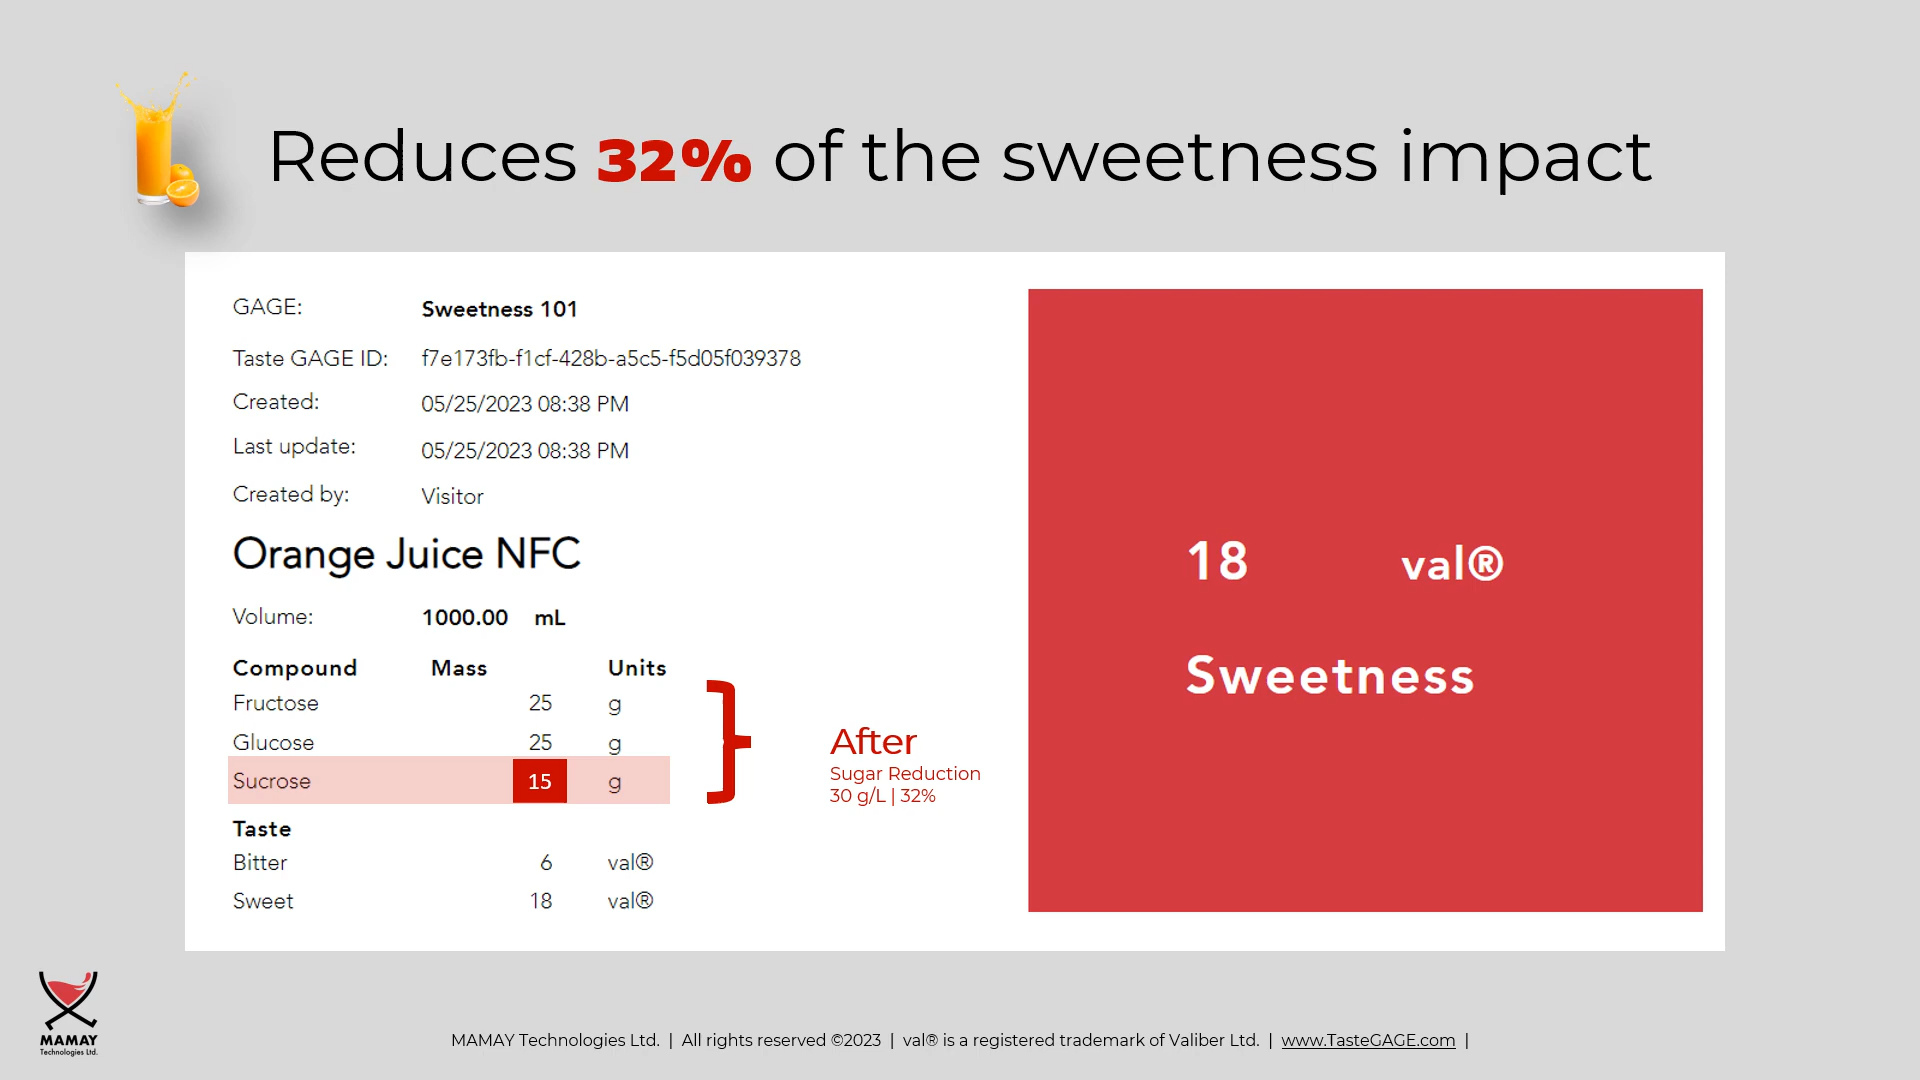 Reduces 32% of the sweetness impact
GAGE: Sweetness 101
Taste GAGE ID: f7e173fb-f1cf-428b-a5c5-f5d05f039378
Created: 05/25/2023 08:38 PM
Last update: 05/25/2023 08:38 PM
Created by: Visitor
Orange Juice NFC
Volume: 1000.00 mL
Compound Mass Units
Fructose 25 g
Glucose 25 g
Sucrose 15 g
Taste
Bitter 6 val®
Sweet 18 val®
After
Sugar Reduction
30 g/L | 32%
18 val®
Sweetness
MAMAY
Technologies Ltd.
MAMAY Technologies Ltd. | All rights reserved ©2023 | val® is a registered trademark of Valiber Ltd. | www.TasteGAGE.com |